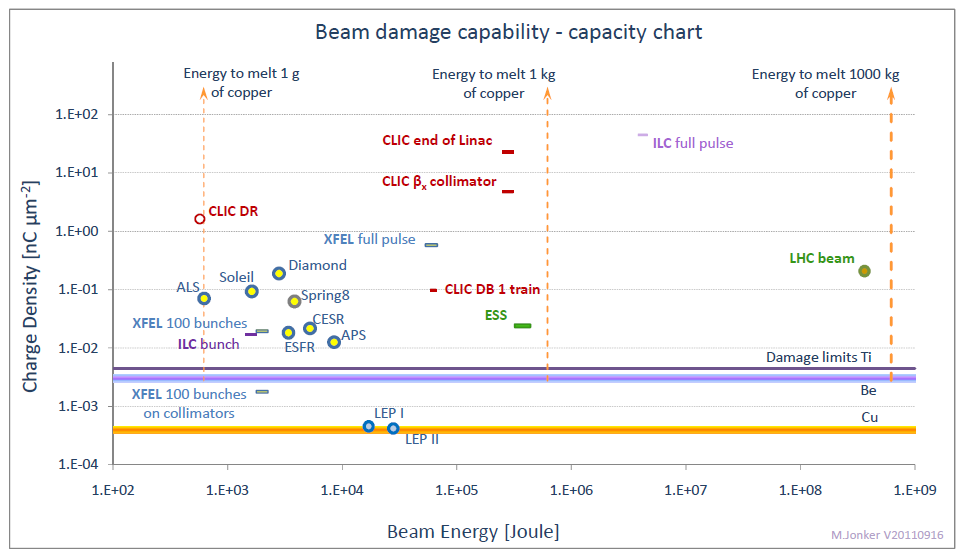 Beam damage capability - capacity chart
Energy to melt 1 g
of copper
Energy to melt 1 kg
of copper
Energy to melt 1000 kg
of copper
Charge Density [nC µm-2]
1.E+02
1.E+01
1.E+00
1.E-01
1.E-02
1.E-03
1.E-04
CLIC end of Linac
ILC full pulse
CLIC βx collimator
CLIC DR
XFEL full pulse
LHC beam
Diamond
Soleil
ALS
Spring8
CLIC DB 1 train
ESS
XFEL 100 bunches
CESR
ILC bunch
ESFR
APS
Damage limits Ti
Be
XFEL 100 bunches
on collimators
LEP I
Cu
LEP II
1.E+02
1.E+03
1.E+04
1.E+05
1.E+06
1.E+07
1.E+08
1.E+09
Beam Energy [Joule]
M.Jonker V20110916